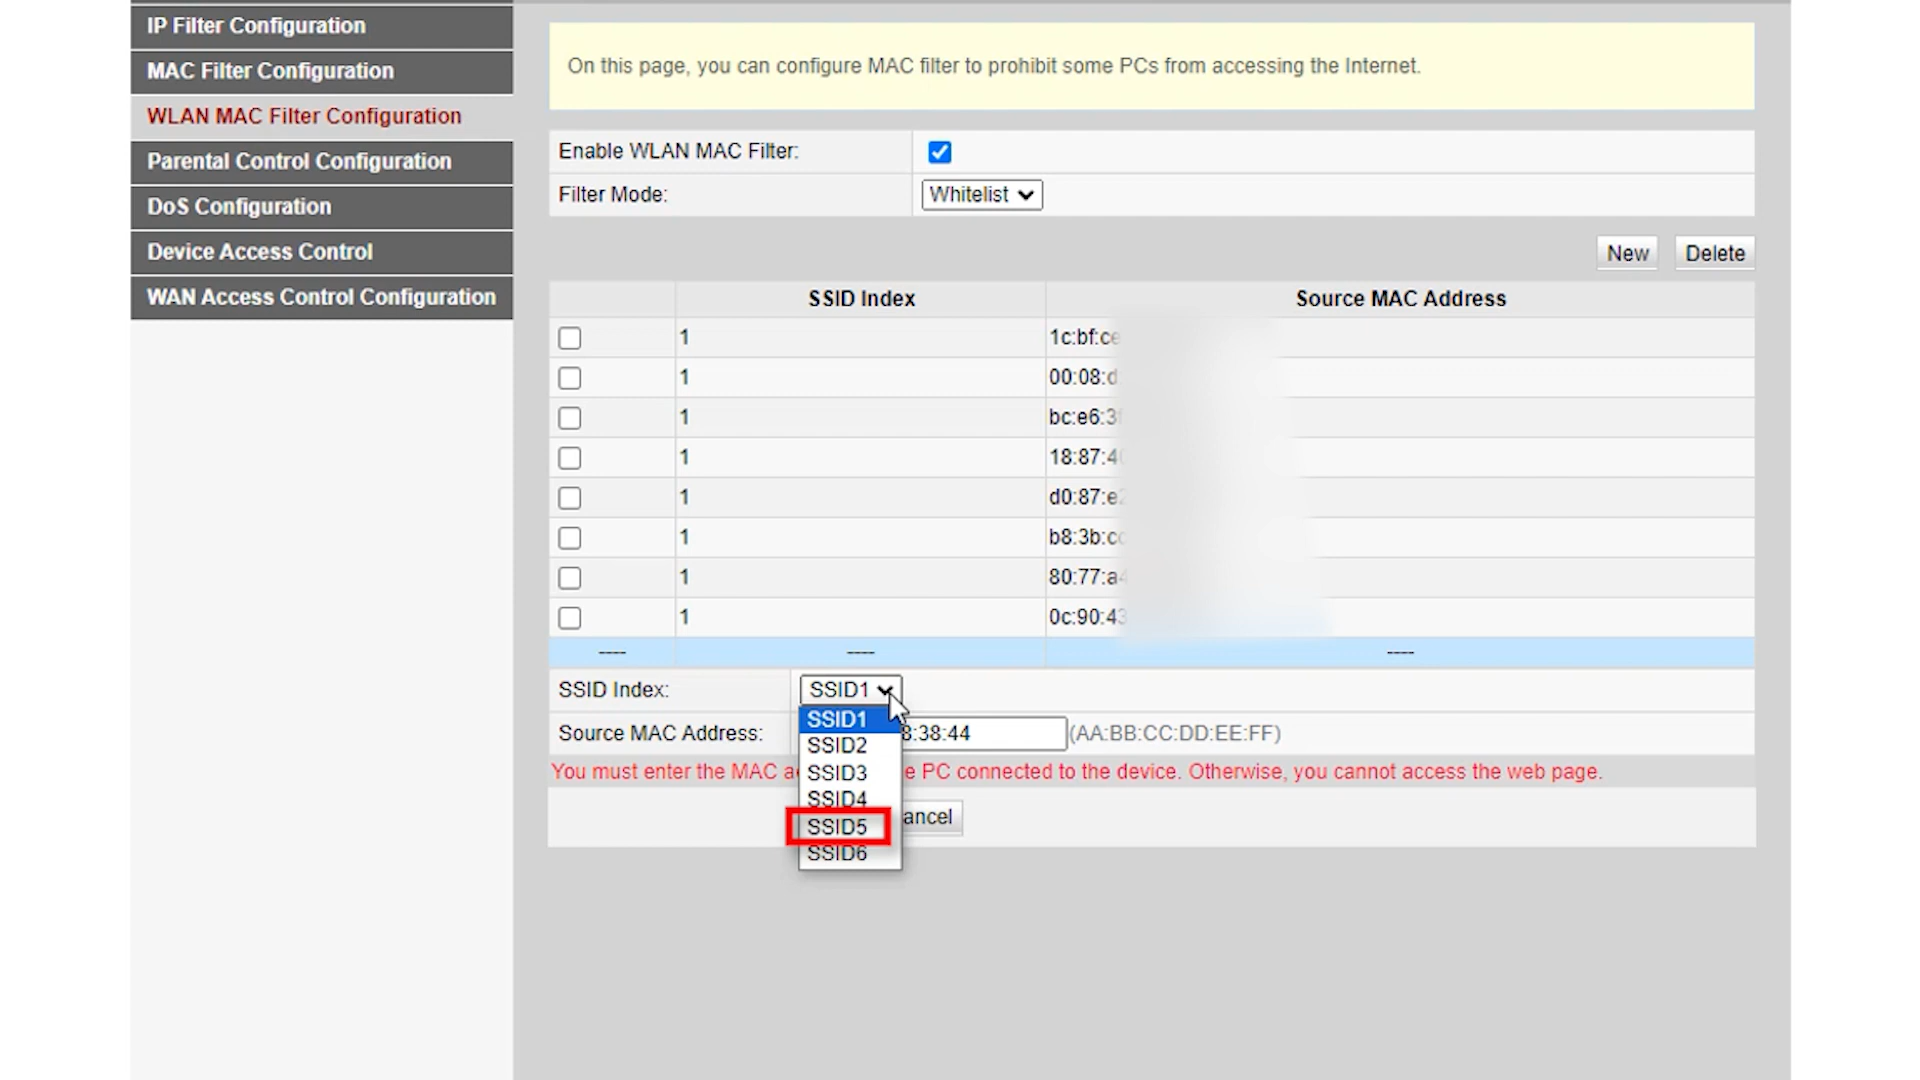 IP Filter Configuration
MAC Filter Configuration
WLAN MAC Filter Configuration
Parental Control Configuration
DoS Configuration
Device Access Control
WAN Access Control Configuration
On this page, you can configure MAC filter to prohibit some PCs from accessing the Internet.
Enable WLAN MAC Filter:
Filter Mode: Whitelist
New Delete
SSID Index Source MAC Address
1 1c:bf:ce
1 00:08:d
1 bc:e6:3f
1 18:87:40
1 d0:87:e2
1 b8:3b:cc
1 80:77:a4
1 0c:90:43
---- ---- ----
SSID Index: SSID1
SSID1
Source MAC Address: 8:38:44 (AA:BB:CC:DD:EE:FF)
SSID2
You must enter the MAC a e PC connected to the device. Otherwise, you cannot access the web page.
SSID3
SSID4
SSID5 ancel
SSID6